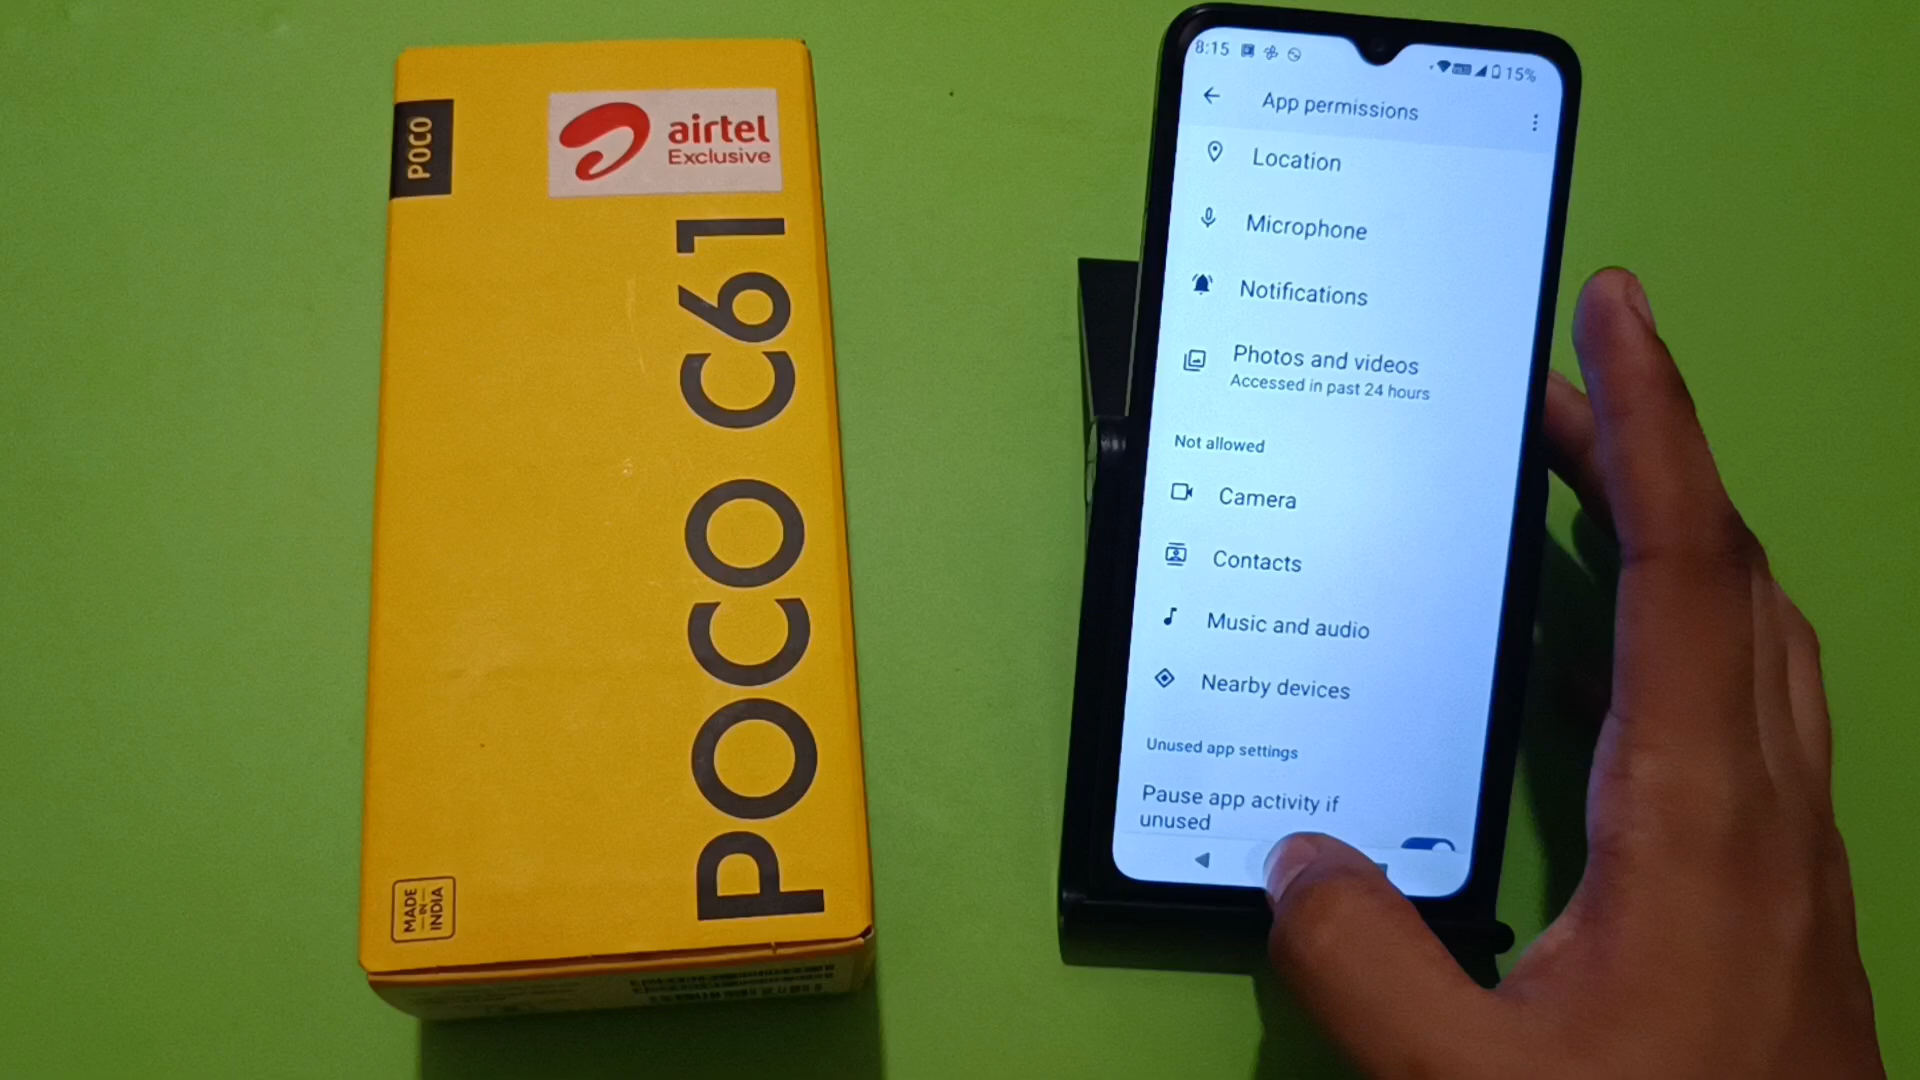 POCO
airtel
Exclusive
POCO C61
MADE
IN
INDIA
8:15
15%
App permissions
Location
Microphone
Notifications
Photos and videos
Accessed in past 24 hours
Not allowed
Camera
Contacts
Music and audio
Nearby devices
Unused app settings
Pause app activity if
unused